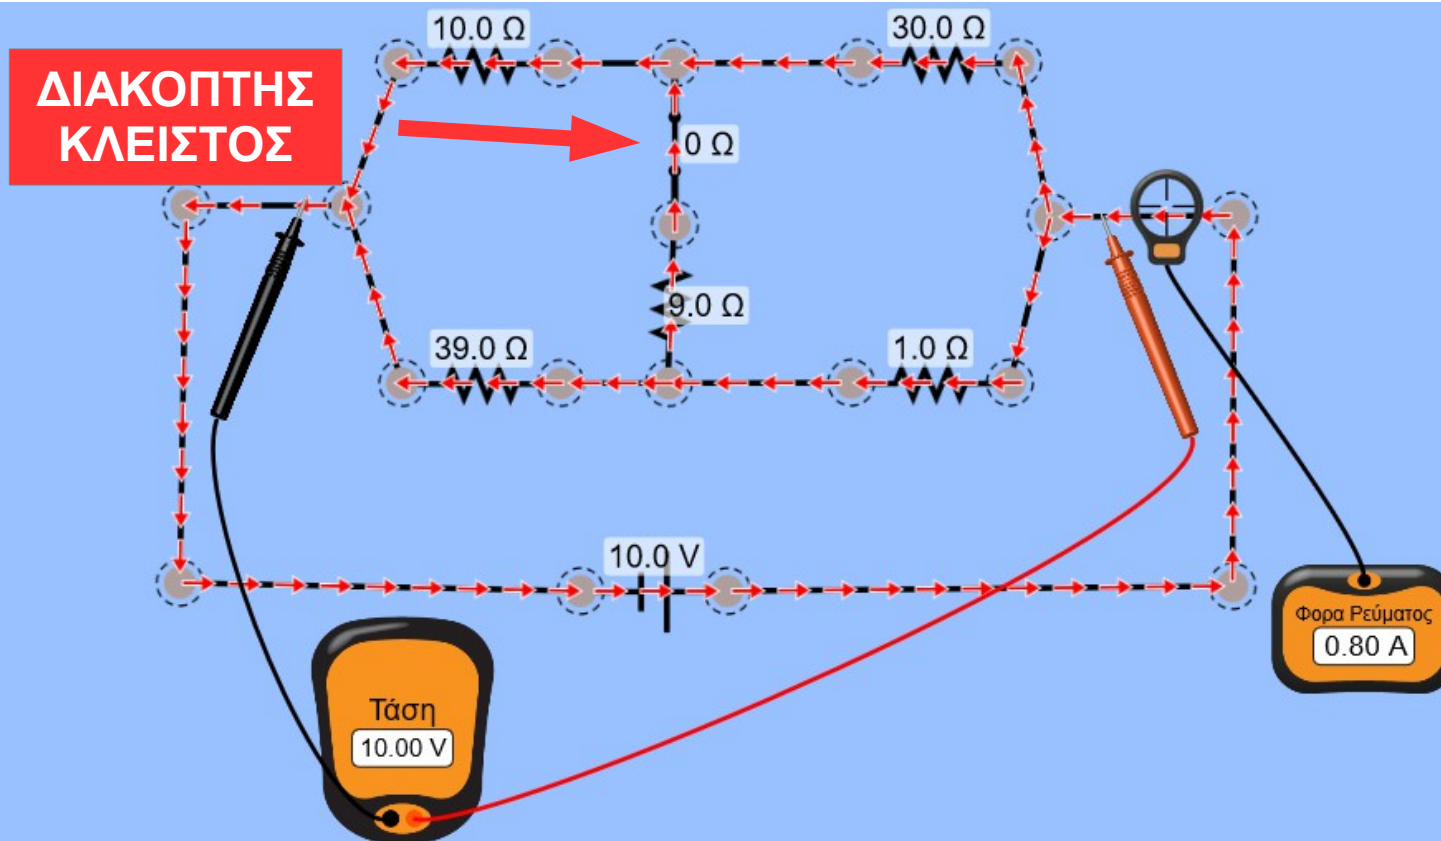 10.0 Ω
30.0 Ω
ΔΙΑΚΟΠΤΗΣ
ΚΛΕΙΣΤΟΣ
0 Ω
9.0 Ω
39.0 Ω
1.0 Ω
10.0 V
Φορα Ρεύματος
0.80 A
Τάση
10.00 V